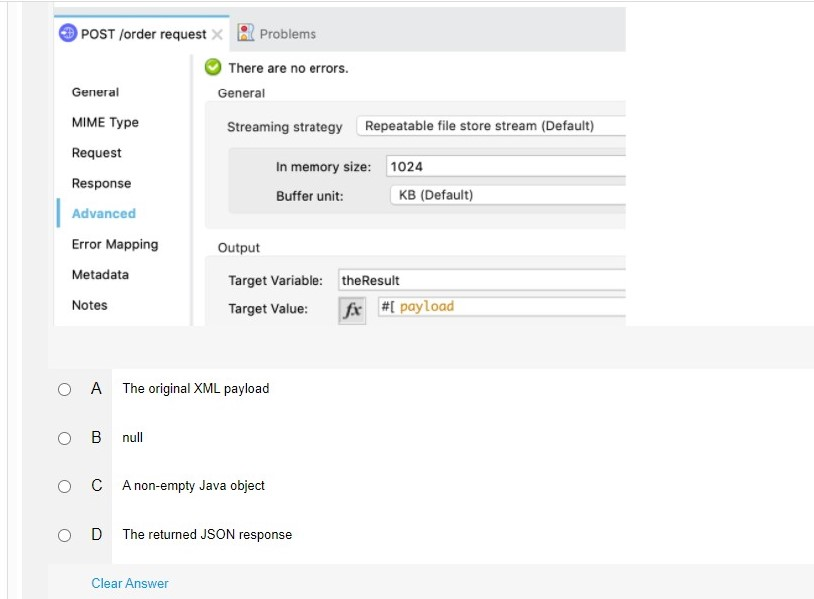 POST /order request
Problems
There are no errors.
General
MIME Type
Request
Response
Advanced
Error Mapping
Metadata
Notes
General
Streaming strategy Repeatable file store stream (Default)
In memory size: 1024
Buffer unit: KB (Default)
Output
Target Variable: theResult
Target Value: fx #[ payload
A The original XML payload
B null
C A non-empty Java object
D The returned JSON response
Clear Answer